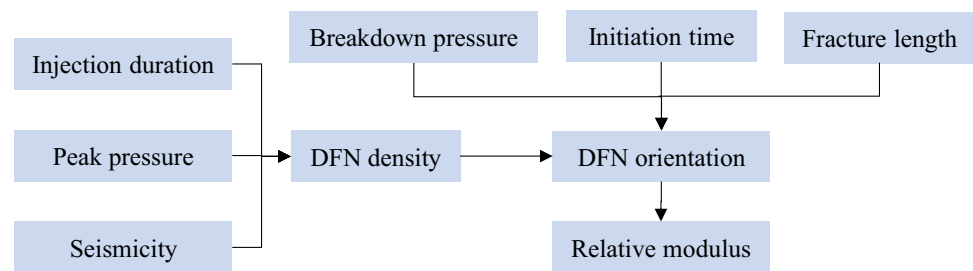 Breakdown pressure
Initiation time
Fracture length
Injection duration
Peak pressure
DFN density
DFN orientation
Seismicity
Relative modulus